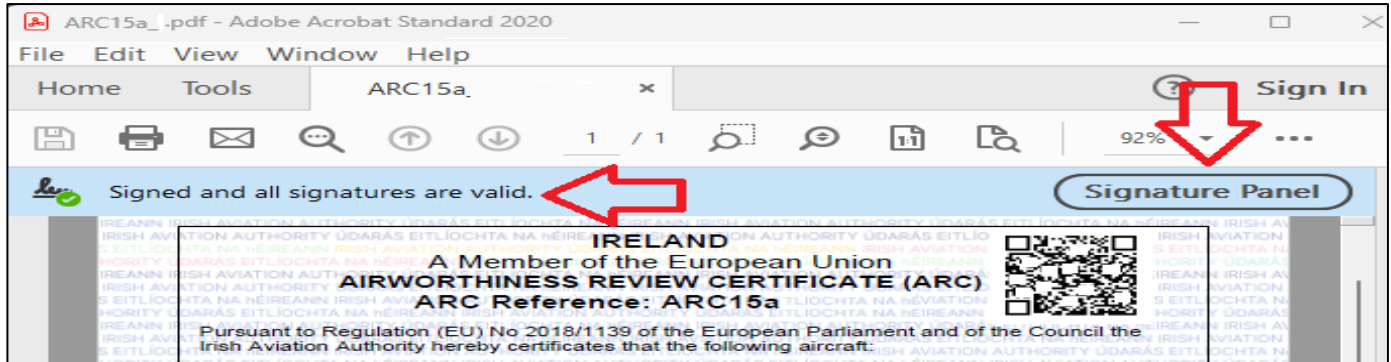 ARC15a_ .pdf - Adobe Acrobat Standard 2020
File Edit View Window Help
Home Tools ARC15a_ × ? Sign In
1 / 1 1:1 92% •••
Signed and all signatures are valid. Signature Panel
IRELAND
A Member of the European Union
AIRWORTHINESS REVIEW CERTIFICATE (ARC)
ARC Reference: ARC15a
Pursuant to Regulation (EU) No 2018/1139 of the European Parliament and of the Council the
Irish Aviation Authority hereby certificates that the following aircraft: